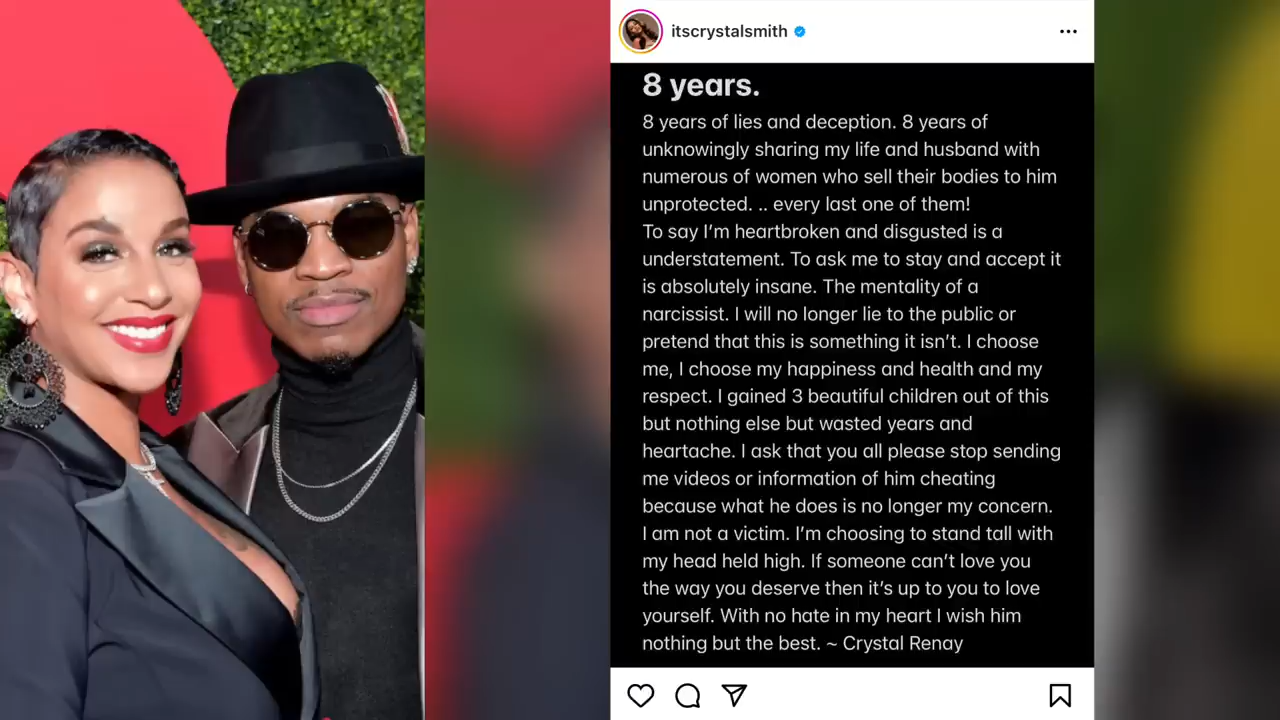 itscrystalsmith
8 years.
8 years of lies and deception. 8 years of
unknowingly sharing my life and husband with
numerous of women who sell their bodies to him
unprotected. .. every last one of them!
To say I’m heartbroken and disgusted is a
understatement. To ask me to stay and accept it
is absolutely insane. The mentality of a
narcissist. I will no longer lie to the public or
pretend that this is something it isn’t. I choose
me, I choose my happiness and health and my
respect. I gained 3 beautiful children out of this
but nothing else but wasted years and
heartache. I ask that you all please stop sending
me videos or information of him cheating
because what he does is no longer my concern.
I am not a victim. I’m choosing to stand tall with
my head held high. If someone can’t love you
the way you deserve then it’s up to you to love
yourself. With no hate in my heart I wish him
nothing but the best. ~ Crystal Renay